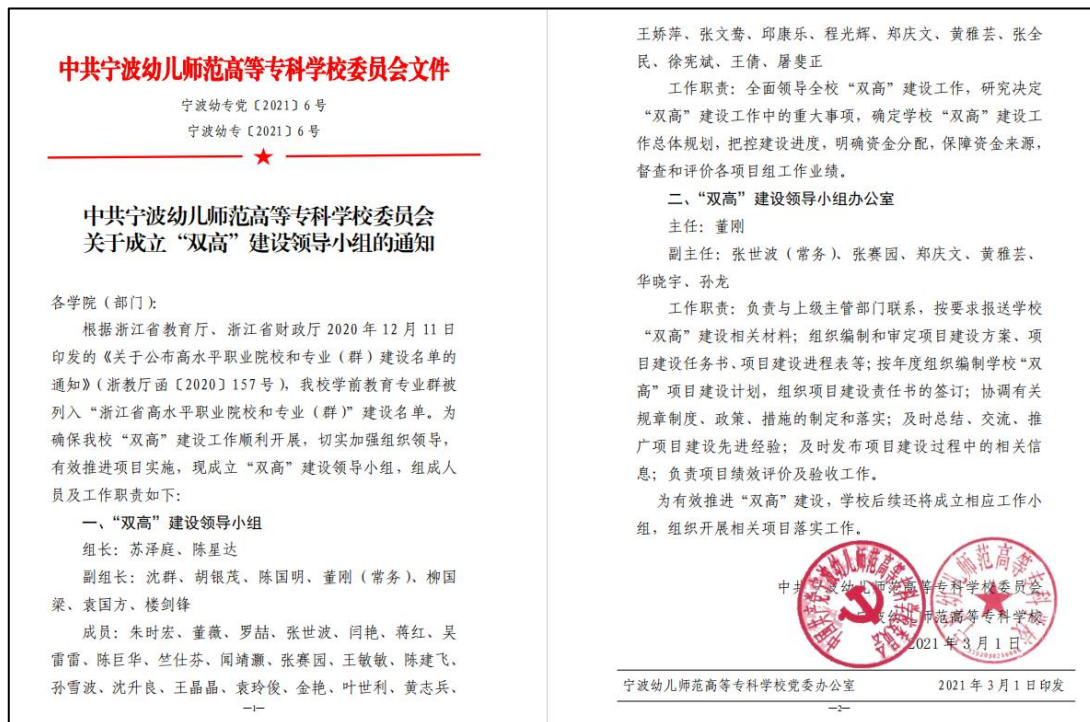 中共宁波幼儿师范高等专科学校委员会文件
宁波幼专党〔2021〕6号
宁波幼专〔2021〕6号
中共宁波幼儿师范高等专科学校委员会
关于成立“双高”建设领导小组的通知
各学院（部门）：
根据浙江省教育厅、浙江省财政厅2020年12月11日
印发的《关于公布高水平职业院校和专业（群）建设名单的
通知》（浙教厅函〔2020〕157号），我校学前教育专业群被
列入“浙江省高水平职业院校和专业（群）”建设名单。为
确保我校“双高”建设工作顺利开展，切实加强组织领导，
有效推进项目实施，现成立“双高”建设领导小组，组成人
员及工作职责如下：
一、“双高”建设领导小组
组长：苏泽庭、陈星达
副组长：沈群、胡银茂、陈国明、董刚（常务）、柳国
梁、袁国方、楼剑锋
成员：朱时宏、董薇、罗喆、张世波、闫艳、蒋红、吴
雷雷、陈巨华、竺仕芬、闻靖灏、张赛园、王敏敏、陈建飞、
孙雪波、沈升良、王晶晶、袁玲俊、金艳、叶世利、黄志兵、
—1—
王娇萍、张文鸯、邱康乐、程光辉、郑庆文、黄雅芸、张全
民、徐宪斌、王倩、屠斐正
工作职责：全面领导全校“双高”建设工作，研究决定
“双高”建设工作中的重大事项，确定学校“双高”建设工
作总体规划，把控建设进度，明确资金分配，保障资金来源，
督查和评价各项目组工作业绩。
二、“双高”建设领导小组办公室
主任：董刚
副主任：张世波（常务）、张赛园、郑庆文、黄雅芸、
华晓宇、孙龙
工作职责：负责与上级主管部门联系，按要求报送学校
“双高”建设相关材料；组织编制和审定项目建设方案、项
目建设任务书、项目建设进程表等；按年度组织编制学校“双
高”项目建设计划，组织项目建设责任书的签订；协调有关
规章制度、政策、措施的制定和落实；及时总结、交流、推
广项目建设先进经验；及时发布项目建设过程中的相关信
息；负责项目绩效评价及验收工作。
为有效推进“双高”建设，学校后续还将成立相应工作小
组，组织开展相关项目落实工作。
中共宁波幼儿师范高等专科学校委员会
宁波幼儿师范高等专科学校
2021年3月1日
宁波幼儿师范高等专科学校党委办公室 2021年3月1日印发
—2—